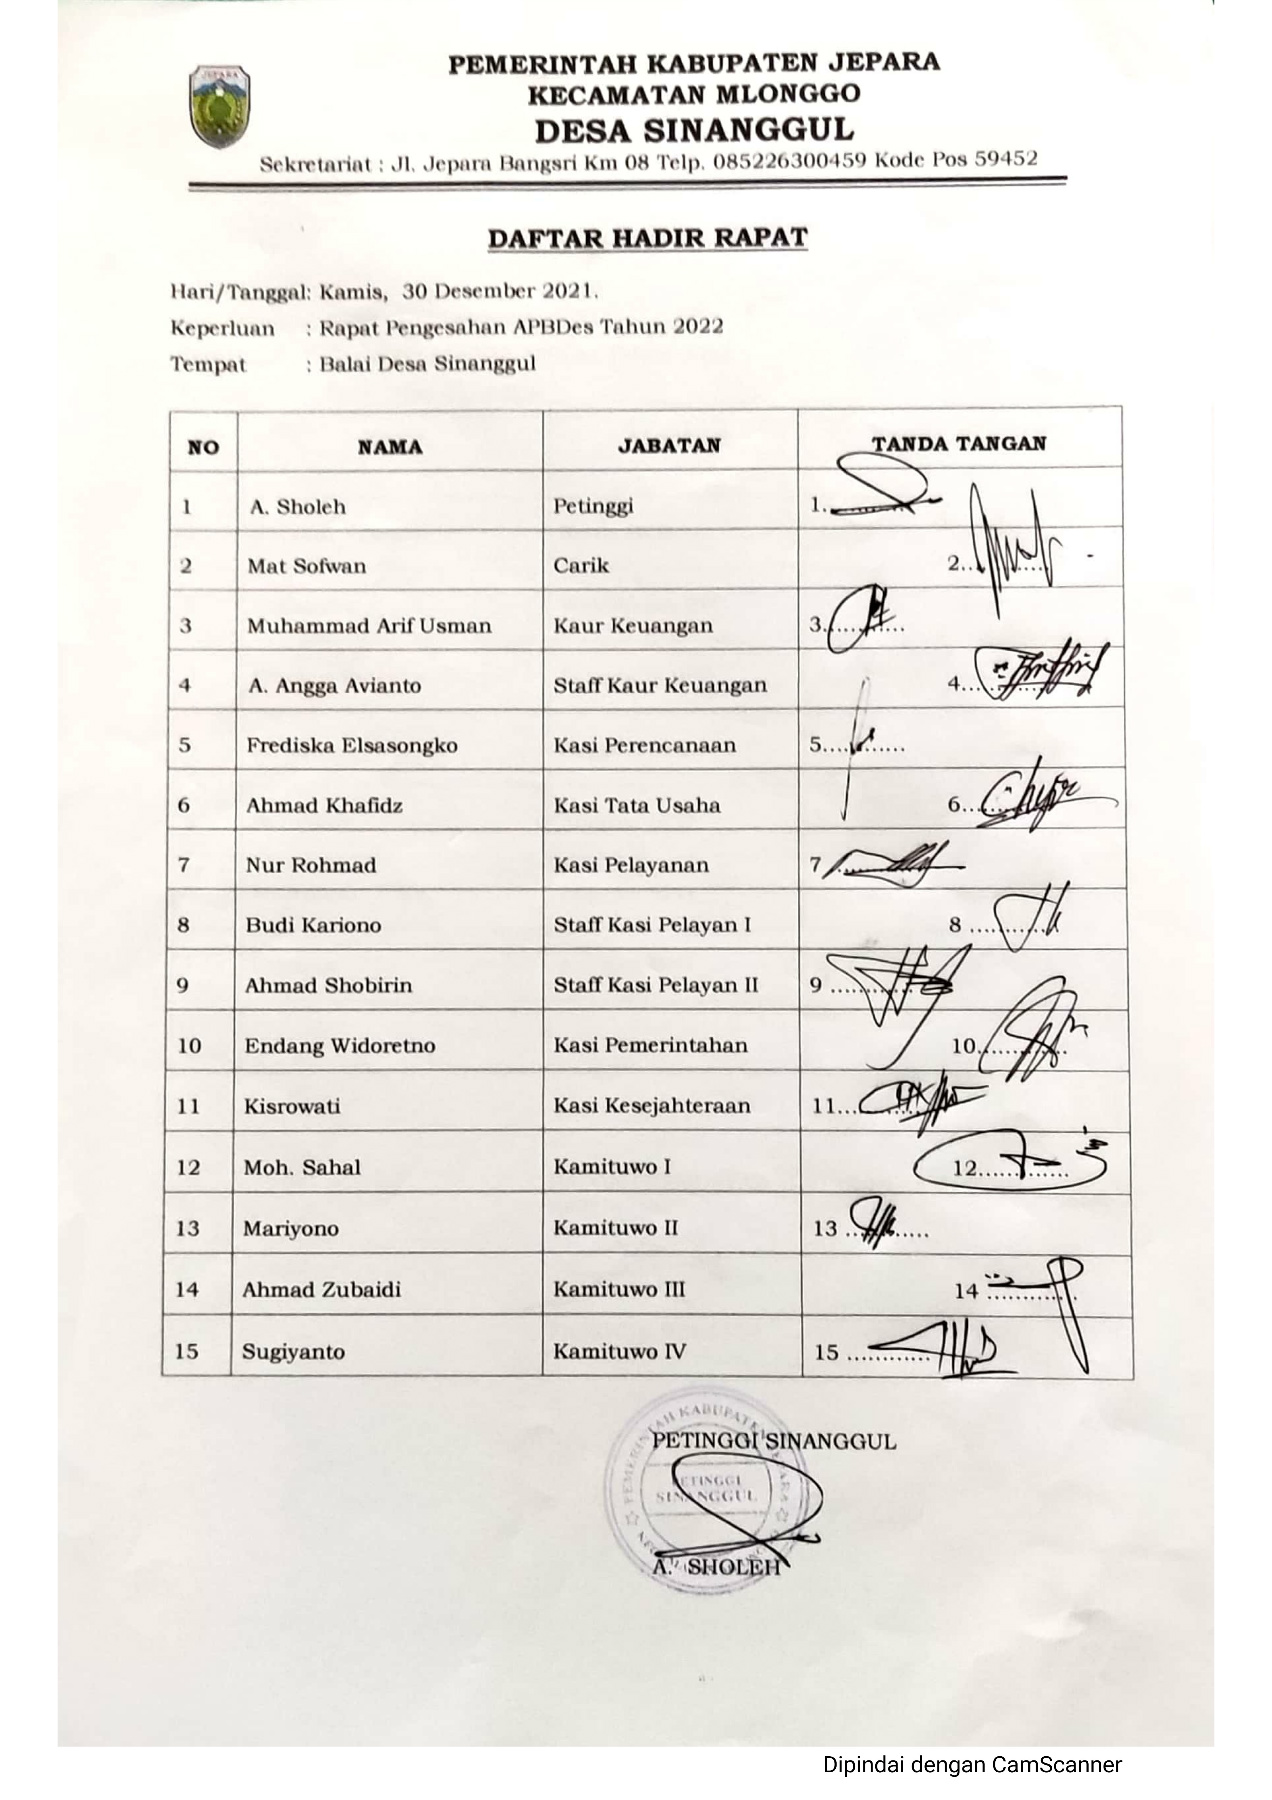 JEPARA
PEMERINTAH KABUPATEN JEPARA
KECAMATAN MLONGGO
DESA SINANGGUL
Sekretariat : Jl. Jepara Bangsri Km 08 Telp. 085226300459 Kode Pos 59452
DAFTAR HADIR RAPAT
Hari/Tanggal: Kamis, 30 Desember 2021.
Keperluan : Rapat Pengesahan APBDes Tahun 2022
Tempat : Balai Desa Sinanggul
NO NAMA JABATAN TANDA TANGAN
1 A. Sholeh Petinggi 1.
2 Mat Sofwan Carik 2.
3 Muhammad Arif Usman Kaur Keuangan 3.
4 A. Angga Avianto Staff Kaur Keuangan 4.
5 Frediska Elsasongko Kasi Perencanaan 5.
6 Ahmad Khafidz Kasi Tata Usaha 6.
7 Nur Rohmad Kasi Pelayanan 7
8 Budi Kariono Staff Kasi Pelayan I 8
9 Ahmad Shobirin Staff Kasi Pelayan II 9
10 Endang Widoretno Kasi Pemerintahan 10.
11 Kisrowati Kasi Kesejahteraan 11.
12 Moh. Sahal Kamituwo I 12.
13 Mariyono Kamituwo II 13
14 Ahmad Zubaidi Kamituwo III 14
15 Sugiyanto Kamituwo IV 15
PETINGGI SINANGGUL
PEMERINTAH KABUPATEN JEPARA
PETINGGI
SINANGGUL
A. SHOLEH
Dipindai dengan CamScanner